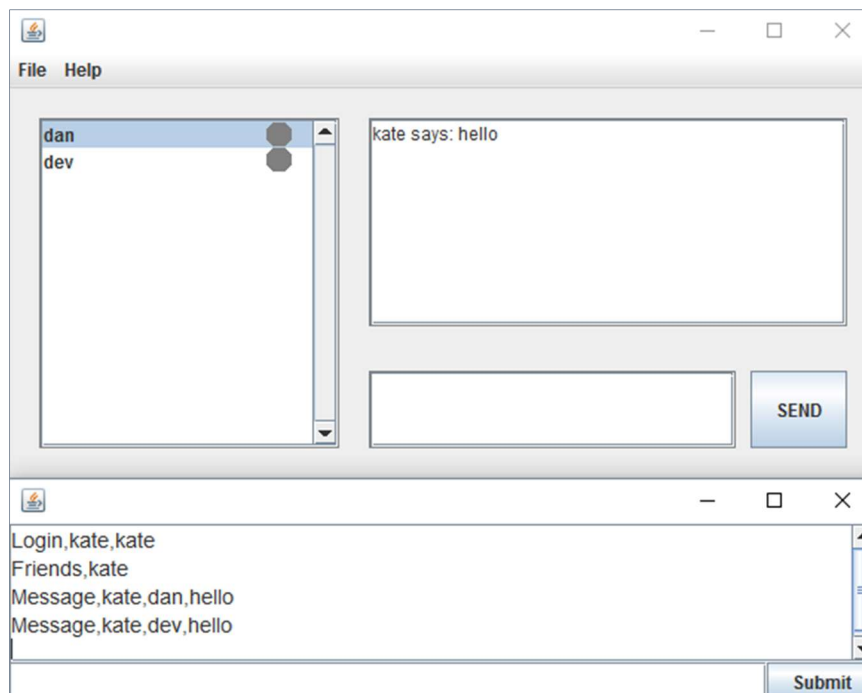 File Help
dan
dev
kate says: hello
SEND
Login,kate,kate
Friends,kate
Message,kate,dan,hello
Message,kate,dev,hello
Submit